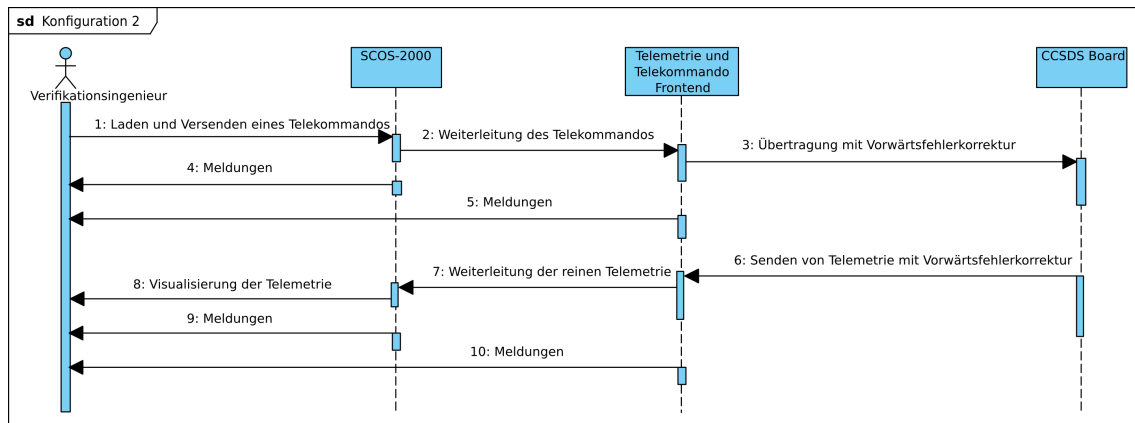 sd Konfiguration 2
Verifikationsingenieur
SCOS-2000
Telemetrie und
Telekommando
Frontend
CCSDS Board
1: Laden und Versenden eines Telekommandos
2: Weiterleitung des Telekommandos
3: Übertragung mit Vorwärtsfehlerkorrektur
4: Meldungen
5: Meldungen
6: Senden von Telemetrie mit Vorwärtsfehlerkorrektur
7: Weiterleitung der reinen Telemetrie
8: Visualisierung der Telemetrie
9: Meldungen
10: Meldungen